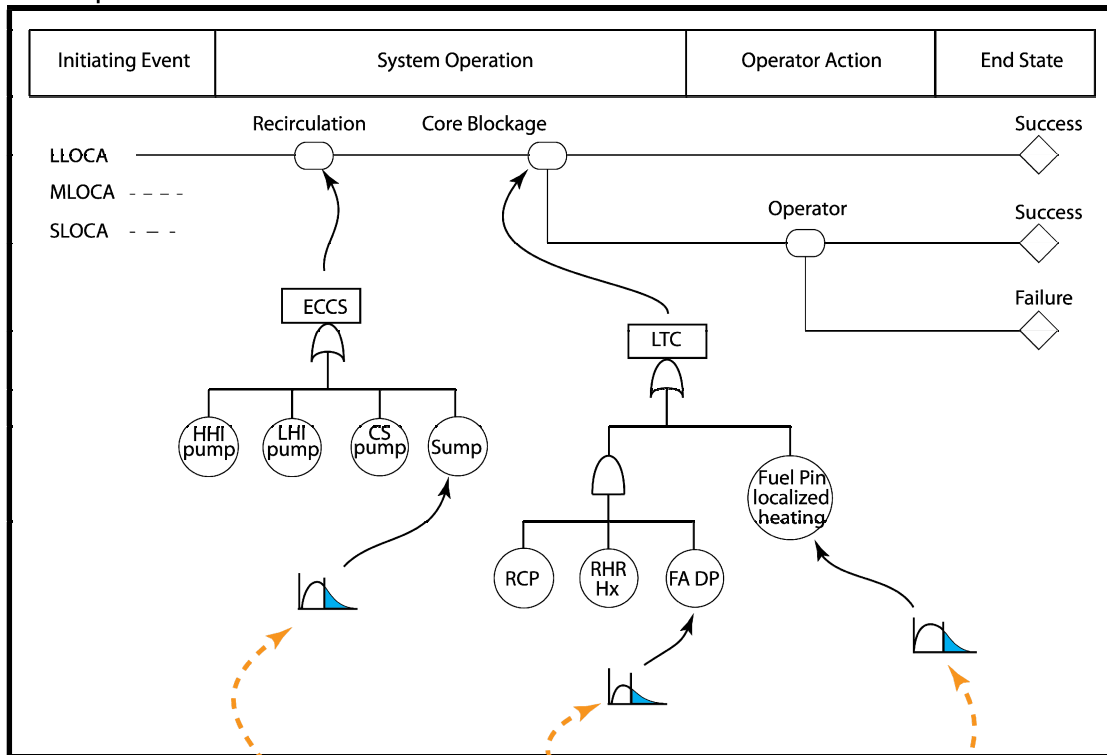 Initiating Event
System Operation
Operator Action
End State
Recirculation
Core Blockage
Success
LLOCA
MLOCA
SLOCA
Operator
Success
Failure
ECCS
LTC
HHI
pump
LHI
pump
CS
pump
Sump
Fuel Pin
localized
heating
RCP
RHR
Hx
FA DP